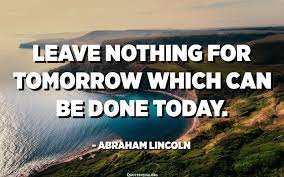 LEAVE NOTHING FOR
TOMORROW WHICH CAN
BE DONE TODAY.
- ABRAHAM LINCOLN